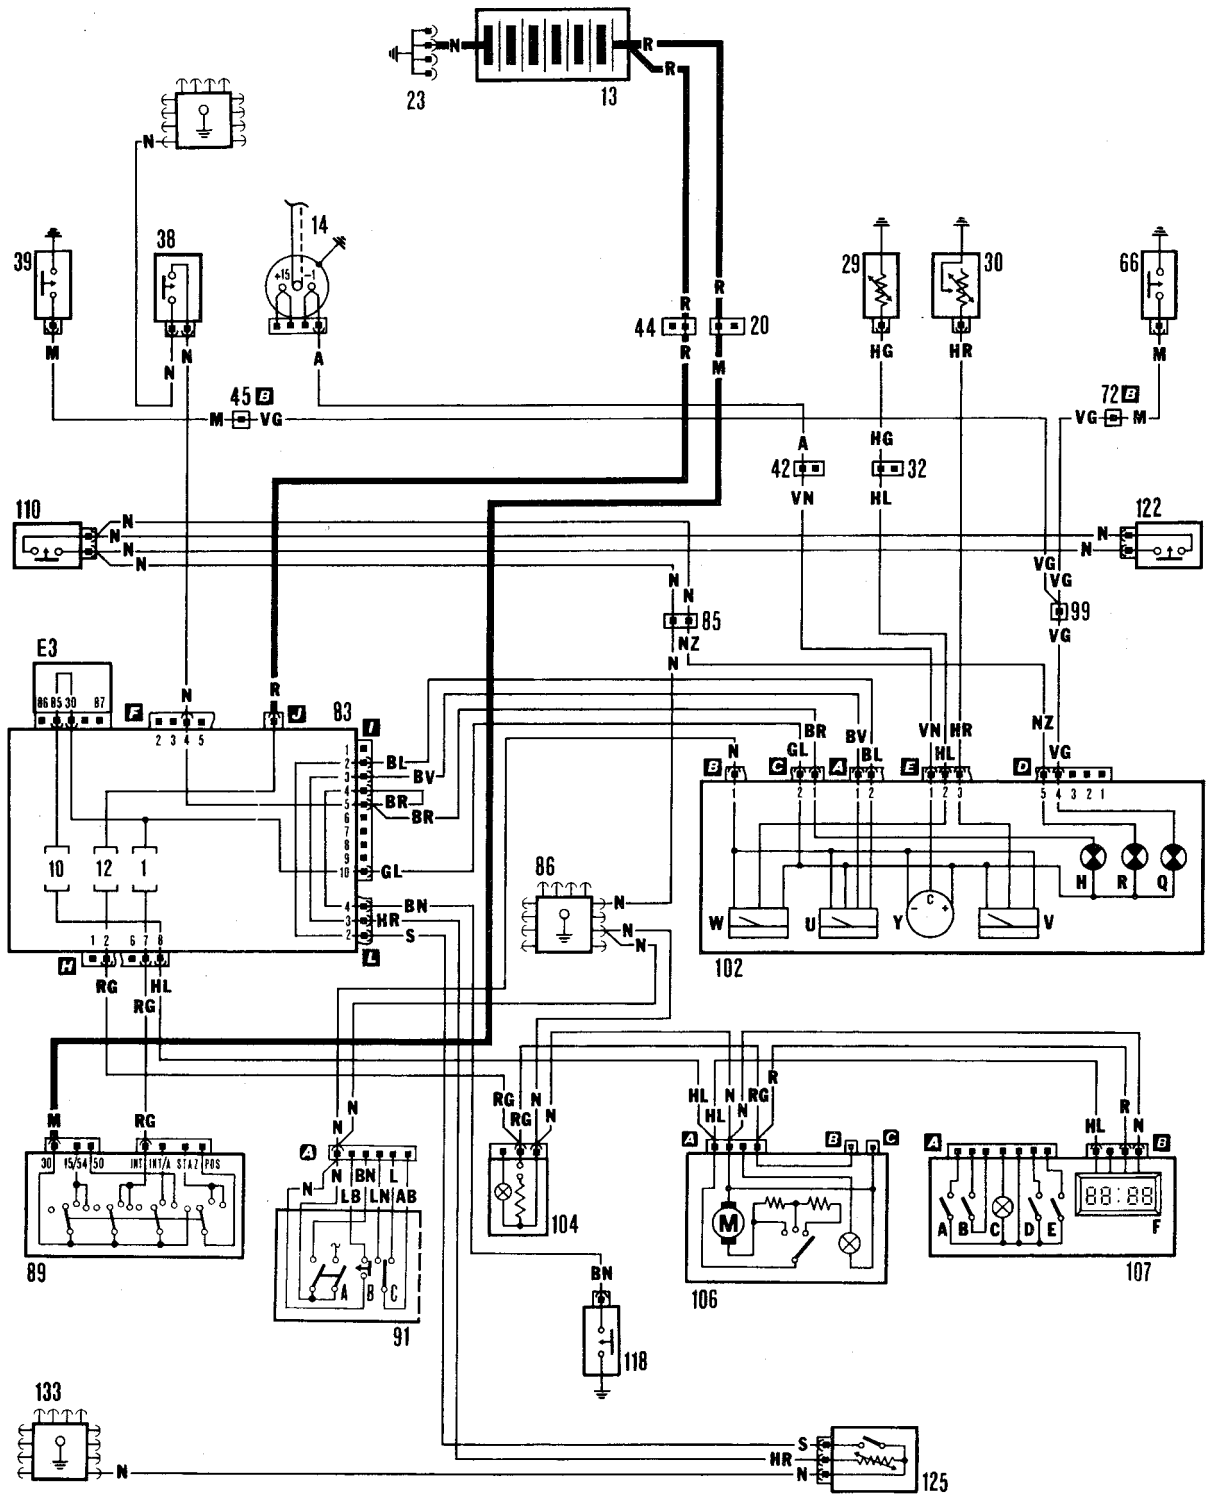 N R
R
23 13
N
39 38 14 29 30 66
+15 -1
R
R
44 20
M N A R HG HR M
N M
45 B 72 B
M VG VG M
A HG
42 32
VN HL
110 122
N N
N N
N
N
VG
VG
N
N 99
85 VG
NZ
N
E3
86 85 30 87
N R
F J 83 I
2 3 4 5
NZ
BR VN HR
GL BV HL VG
N BL
B C A E D
1 2 1 1 2 1 2 3 5 4 3 2 1
1
2 BL
3 BV
4
5 BR
6 BR
7
8
9
10 GL
10 12 1
H R Q
86
N
N
N
4 BN
3 HR
2 S
L
C
- +
W U Y V
102
1 2 6 7 8
H
RG HL
RG
M RG
N
N
RG N
RG N
HL N RG R
HL N
HL R N
30 15/54 50 INT INT/A STAZ POS
89
A
N N BN L
LB LN AB
A B C
91
104
A B C
M
106
A B
88:88
A B C D E F
107
BN
118
133
N
S
HR
N
125